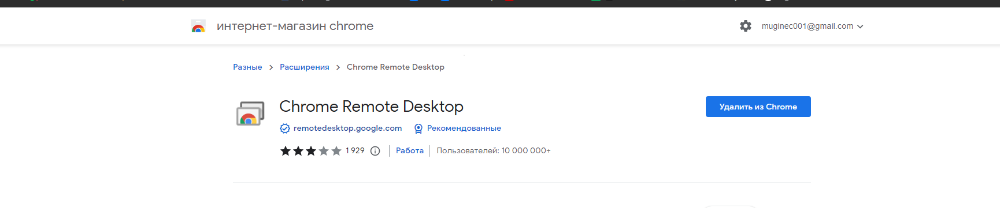 интернет-магазин chrome
muginec001@gmail.com
Разные > Расширения > Chrome Remote Desktop
Chrome Remote Desktop
Удалить из Chrome
remotedesktop.google.com Рекомендованные
1 929 Работа Пользователей: 10 000 000+